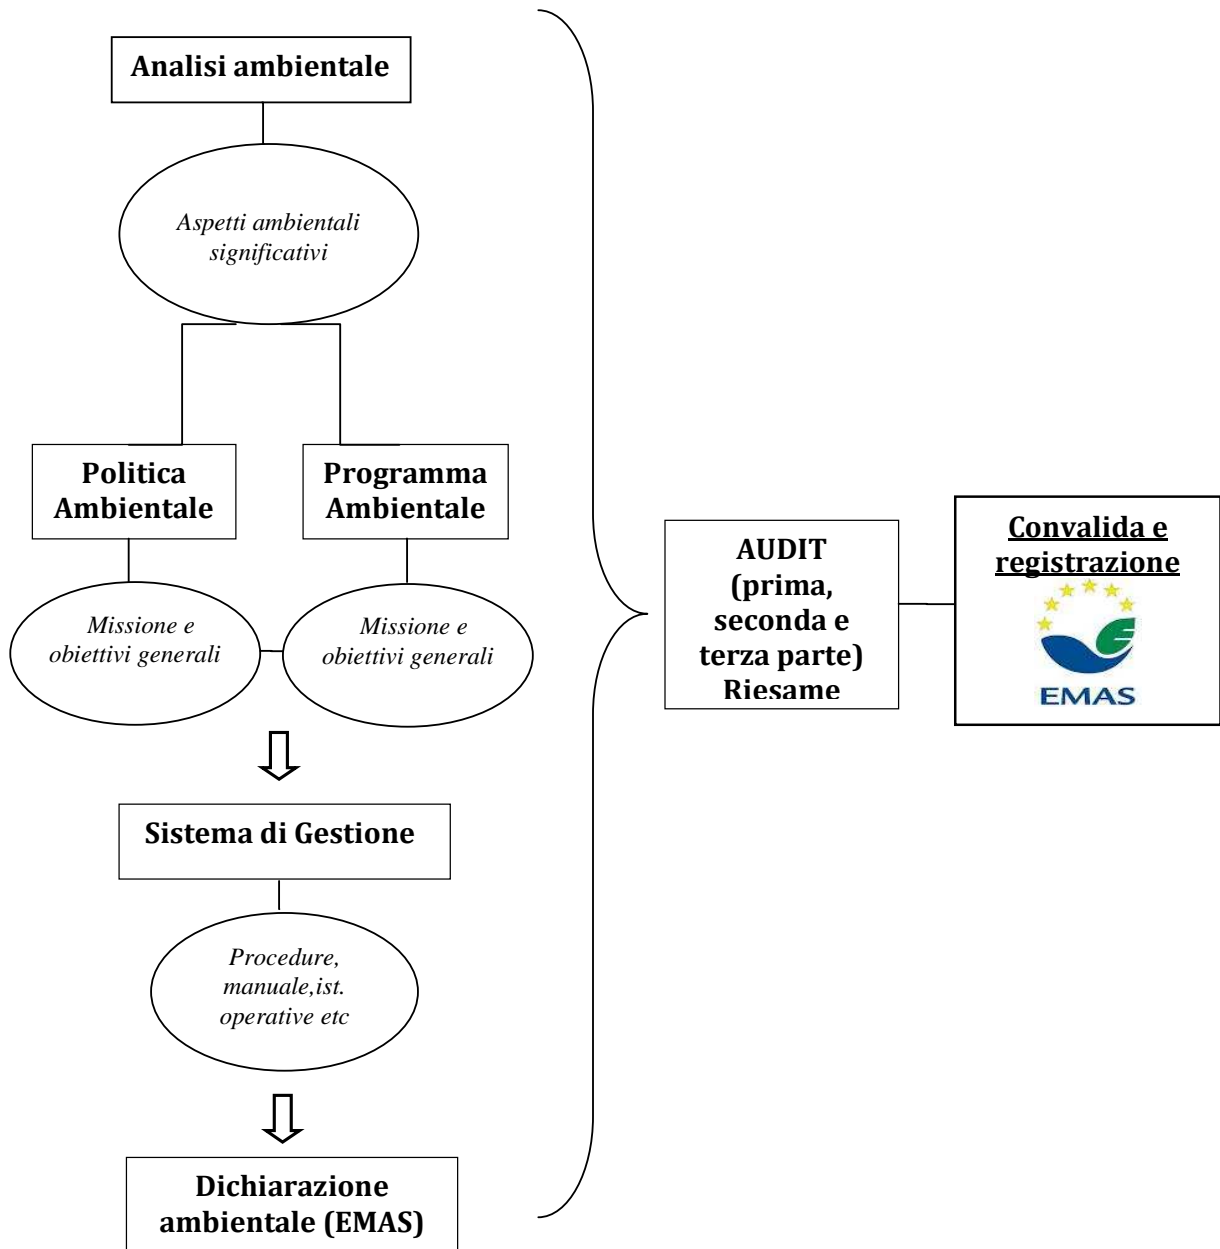 Analisi ambientale
Aspetti ambientali
significativi
Politica
Ambientale
Programma
Ambientale
Missione e
obiettivi generali
Missione e
obiettivi generali
Sistema di Gestione
Procedure,
manuale,ist.
operative etc
Dichiarazione
ambientale (EMAS)
AUDIT
(prima,
seconda e
terza parte)
Riesame
Convalida e
registrazione
EMAS